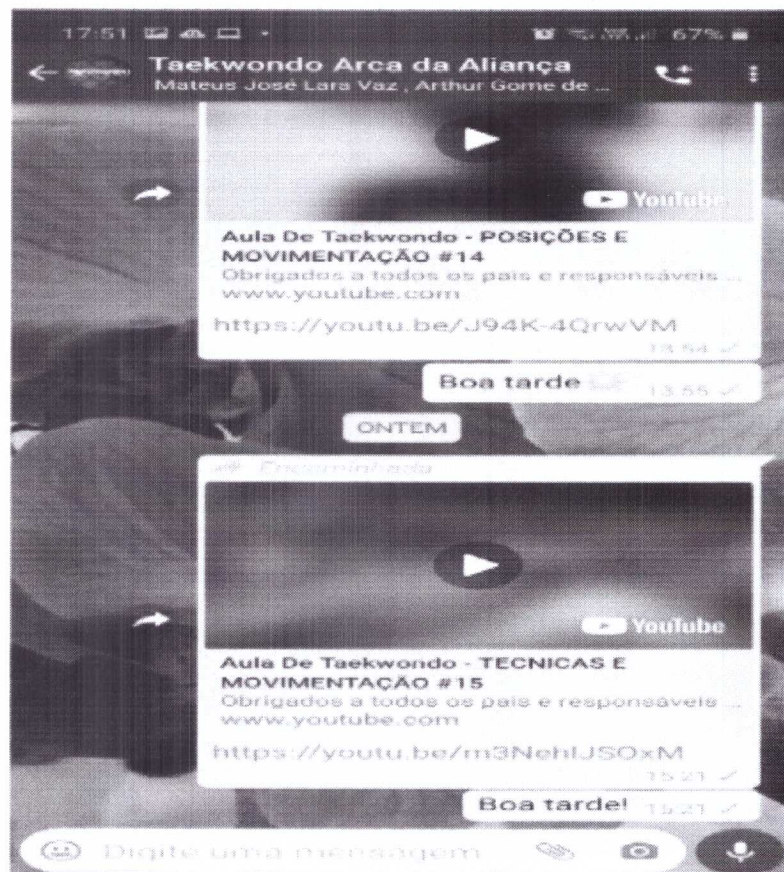 17:51 67%
Taekwondo Arca da Aliança
Mateus José Lara Vaz , Arthur Gome de ...
YouTube
Aula De Taekwondo - POSIÇÕES E
MOVIMENTAÇÃO #14
Obrigados a todos os pais e responsáveis ...
www.youtube.com
https://youtu.be/J94K-4QrwVM
13:54
Boa tarde 13:55
ONTEM
Encaminhada
YouTube
Aula De Taekwondo - TECNICAS E
MOVIMENTAÇÃO #15
Obrigados a todos os pais e responsáveis ...
www.youtube.com
https://youtu.be/m3NehIJSOxM
15:21
Boa tarde! 15:21
Digite uma mensagem